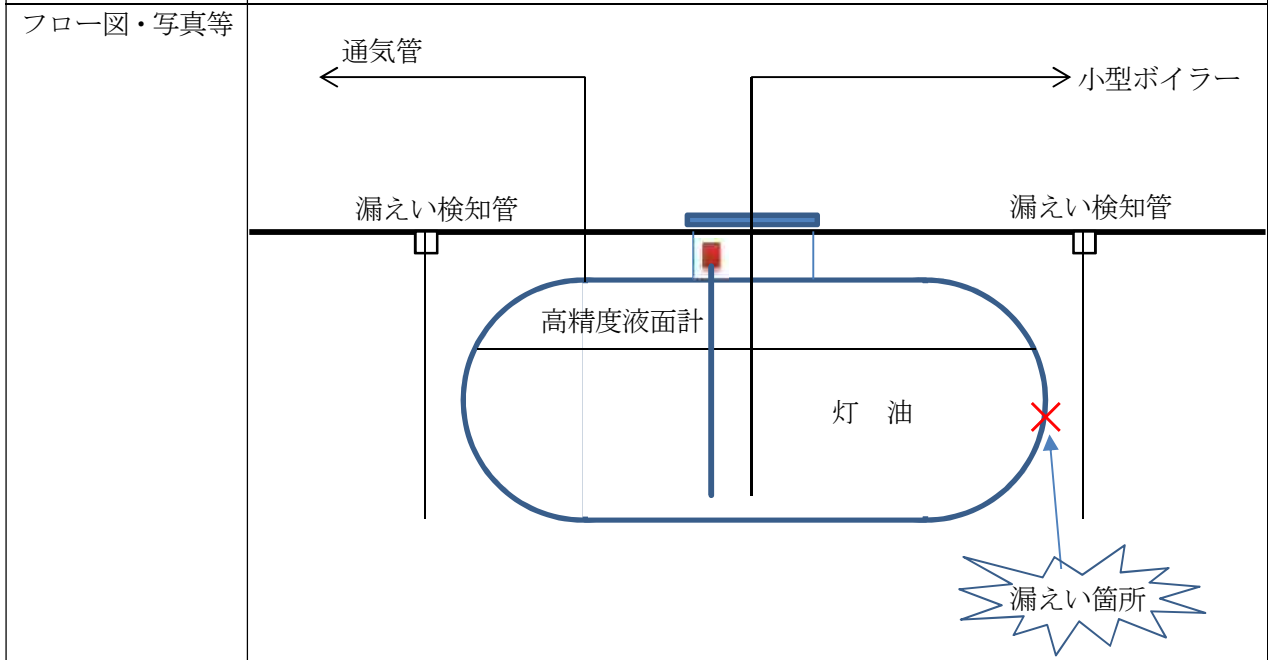 フロー図・写真等
通気管
小型ボイラー
漏えい検知管
漏えい検知管
高精度液面計
灯　油
漏えい箇所